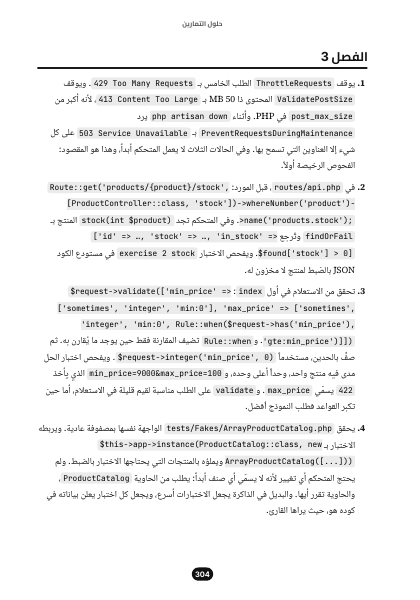 حلول التمارين
الفصل 3
1. يوقف ThrottleRequests الطلب الخامس بـ 429 Too Many Requests. ويوقف
ValidatePostSize المحتوى ذا 50 MB بـ 413 Content Too Large، لأنه أكبر من
post_max_size في PHP. وأثناء php artisan down يرد
PreventRequestsDuringMaintenance بـ 503 Service Unavailable على كل
شيء إلا العناوين التي تسمح بها. وفي الحالات الثلاث لا يعمل المتحكم أبداً، وهذا هو المقصود:
الفحوص الرخيصة أولاً.
2. في routes/api.php، قبل المورد: Route::get('products/{product}/stock',
[ProductController::class, 'stock'])->whereNumber('product')-
>name('products.stock');. وفي المتحكم تجد stock(int $product) المنتج بـ
findOrFail وتُرجع ['id' => …, 'stock' => …, 'in_stock' =>
$found['stock'] > 0]. ويفحص الاختبار exercise 2 stock في مستودع الكود
JSON بالضبط لمنتج لا مخزون له.
3. تحقق من الاستعلام في أول index: $request->validate(['min_price' =>
['sometimes', 'integer', 'min:0'], 'max_price' => ['sometimes',
'integer', 'min:0', Rule::when($request->has('min_price'),
'gte:min_price')]]). و Rule::when تضيف المقارنة فقط حين يوجد ما يُقارن به. ثم
صفِّ بالحدين، مستخدماً $request->integer('min_price', 0). ويفحص اختبار الحل
مدى فيه منتج واحد، وحداً أعلى وحده، و min_price=9000&max_price=100 الذي يأخذ
422 يسمّي max_price. و validate على الطلب مناسبة لقيم قليلة في الاستعلام، أما حين
تكبر القواعد فطلب النموذج أفضل.
4. يحقق tests/Fakes/ArrayProductCatalog.php الواجهة نفسها بمصفوفة عادية. ويربطه
الاختبار بـ $this->app->instance(ProductCatalog::class, new
ArrayProductCatalog([...])) ويملؤه بالمنتجات التي يحتاجها الاختبار بالضبط. ولم
يحتج المتحكم أي تغيير لأنه لا يسمّي أي صنف أبداً: يطلب من الحاوية ProductCatalog،
والحاوية تقرر أيها. والبديل في الذاكرة يجعل الاختبارات أسرع، ويجعل كل اختبار يعلن بياناته في
كوده هو، حيث يراها القارئ.
304